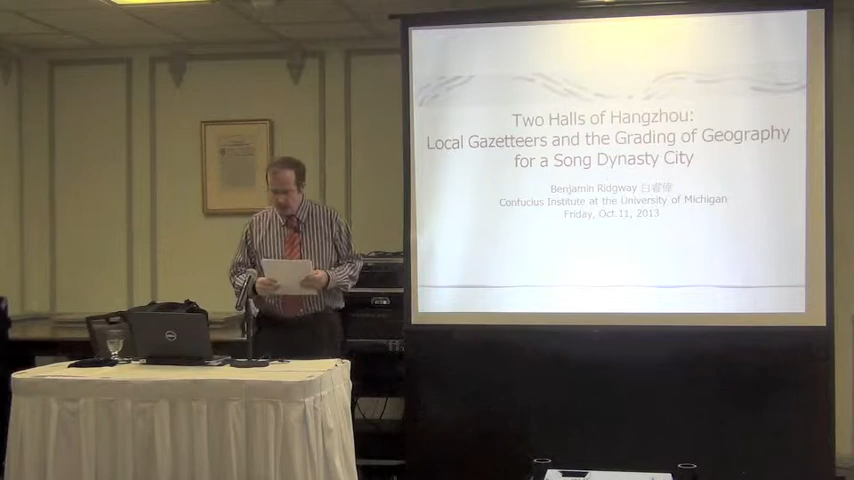 Two Halls of Hangzhou:
Local Gazetteers and the Grading of Geography
for a Song Dynasty City
Benjamin Ridgway 白睿偉
Confucius Institute at the University of Michigan
Friday, Oct.11, 2013
DELL